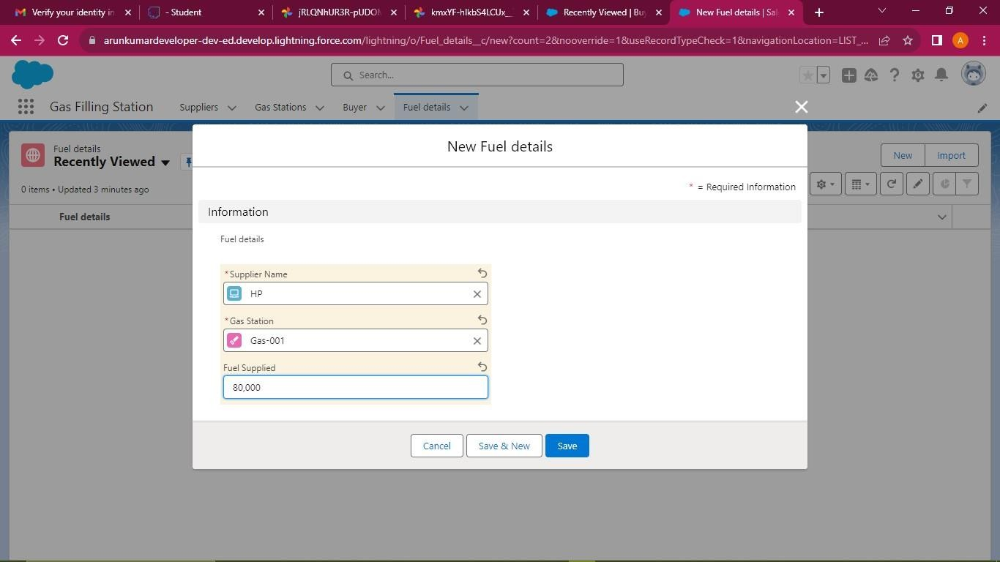 Verify your identity in
- Student
jRLQNhUR3R-pUDO
kmxYF-hIkbS4LCUx_
Recently Viewed | Bu
New Fuel details | Sal
arunkumardeveloper-dev-ed.develop.lightning.force.com/lightning/o/Fuel_details__c/new?count=2&nooverride=1&useRecordTypeCheck=1&navigationLocation=LIST_...
A
Search...
Gas Filling Station
Suppliers
Gas Stations
Buyer
Fuel details
Fuel details
Recently Viewed
New
Import
0 items • Updated 3 minutes ago
Fuel details
New Fuel details
* = Required Information
Information
Fuel details
*Supplier Name
HP
*Gas Station
Gas-001
Fuel Supplied
80,000
Cancel
Save & New
Save